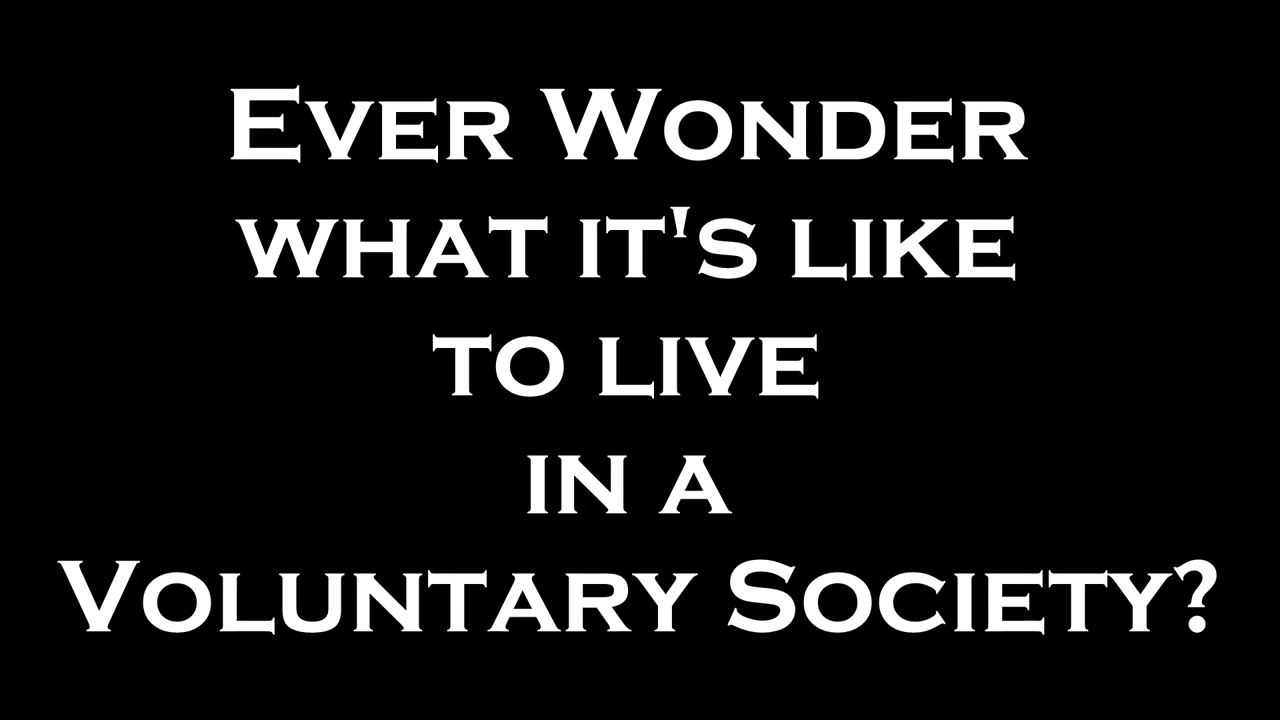 Ever Wonder
what it's like
to live
in a
Voluntary Society?